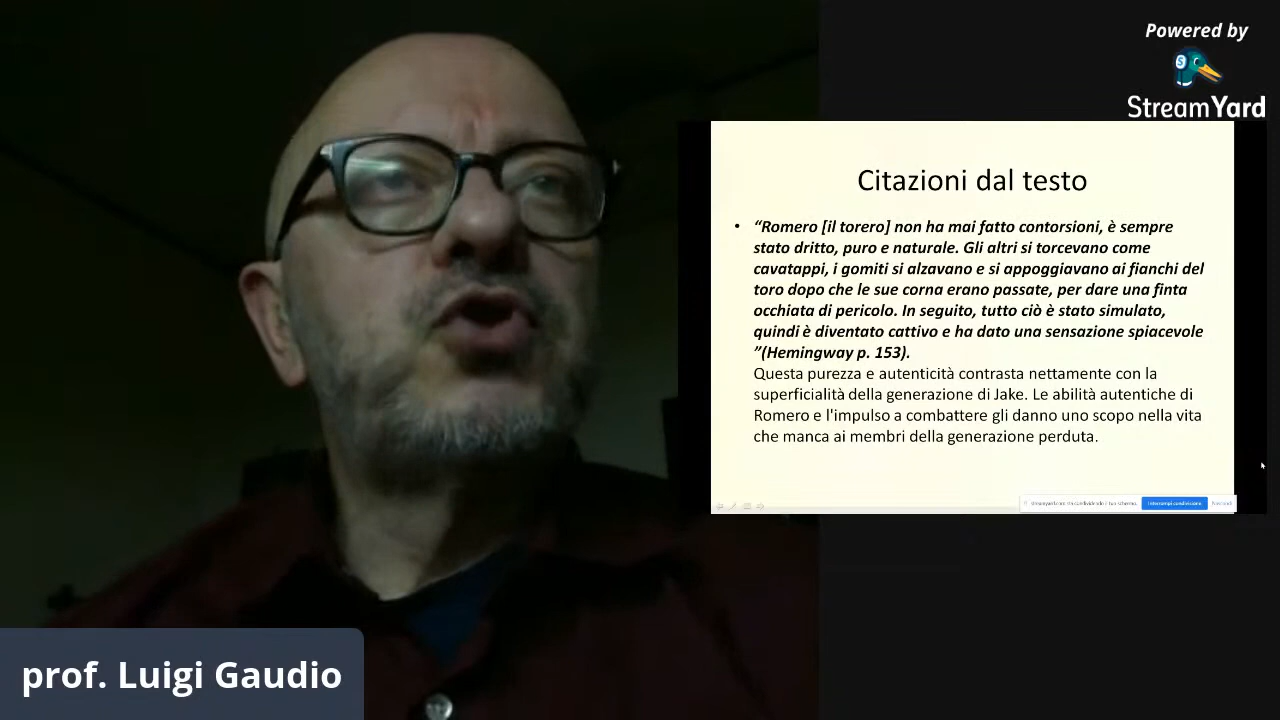 Powered by
StreamYard
Citazioni dal testo
• “Romero [il torero] non ha mai fatto contorsioni, è sempre
stato dritto, puro e naturale. Gli altri si torcevano come
cavatappi, i gomiti si alzavano e si appoggiavano ai fianchi del
toro dopo che le sue corna erano passate, per dare una finta
occhiata di pericolo. In seguito, tutto ciò è stato simulato,
quindi è diventato cattivo e ha dato una sensazione spiacevole
”(Hemingway p. 153).
Questa purezza e autenticità contrasta nettamente con la
superficialità della generazione di Jake. Le abilità autentiche di
Romero e l'impulso a combattere gli danno uno scopo nella vita
che manca ai membri della generazione perduta.
Interrompi condivisione
prof. Luigi Gaudio